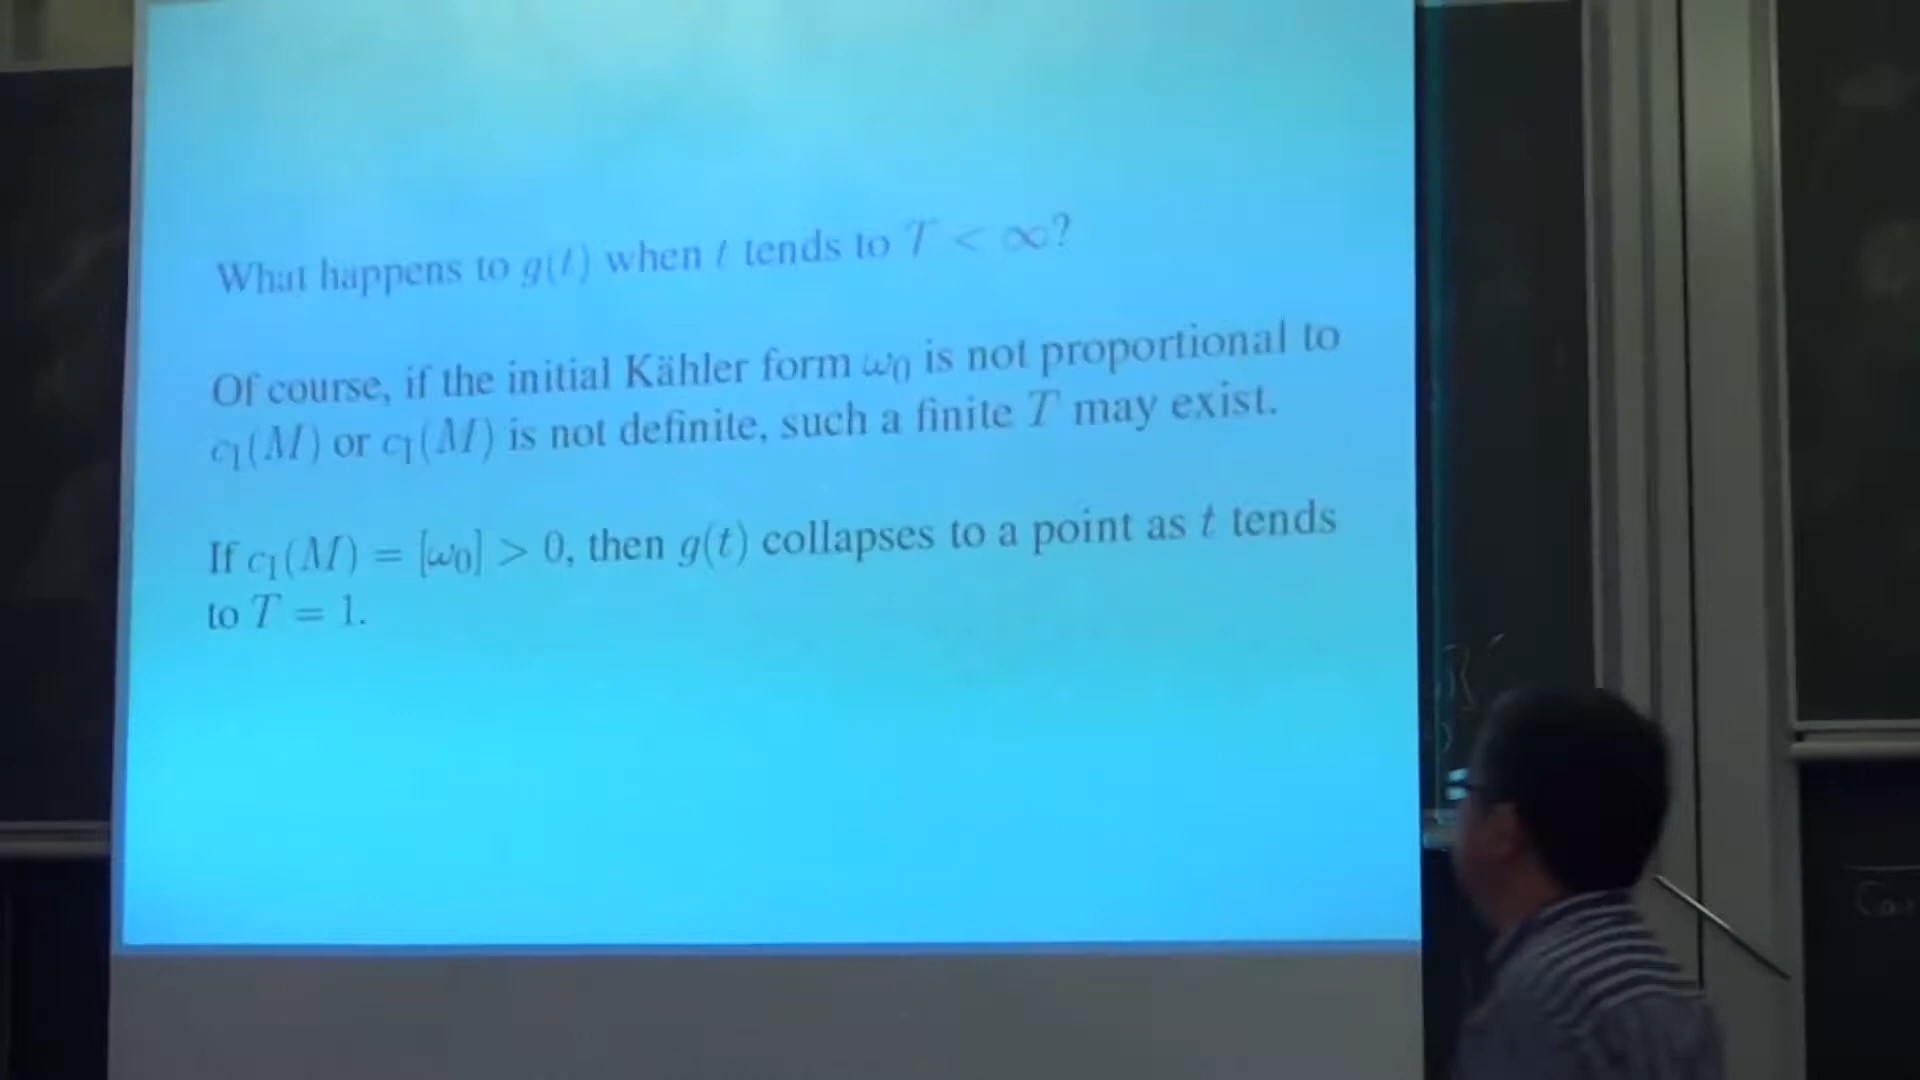 What happens to g(t) when t tends to T < ∞?
Of course, if the initial Kähler form ω₀ is not proportional to
c₁(M) or c₁(M) is not definite, such a finite T may exist.
If c₁(M) = [ω₀] > 0, then g(t) collapses to a point as t tends
to T = 1.